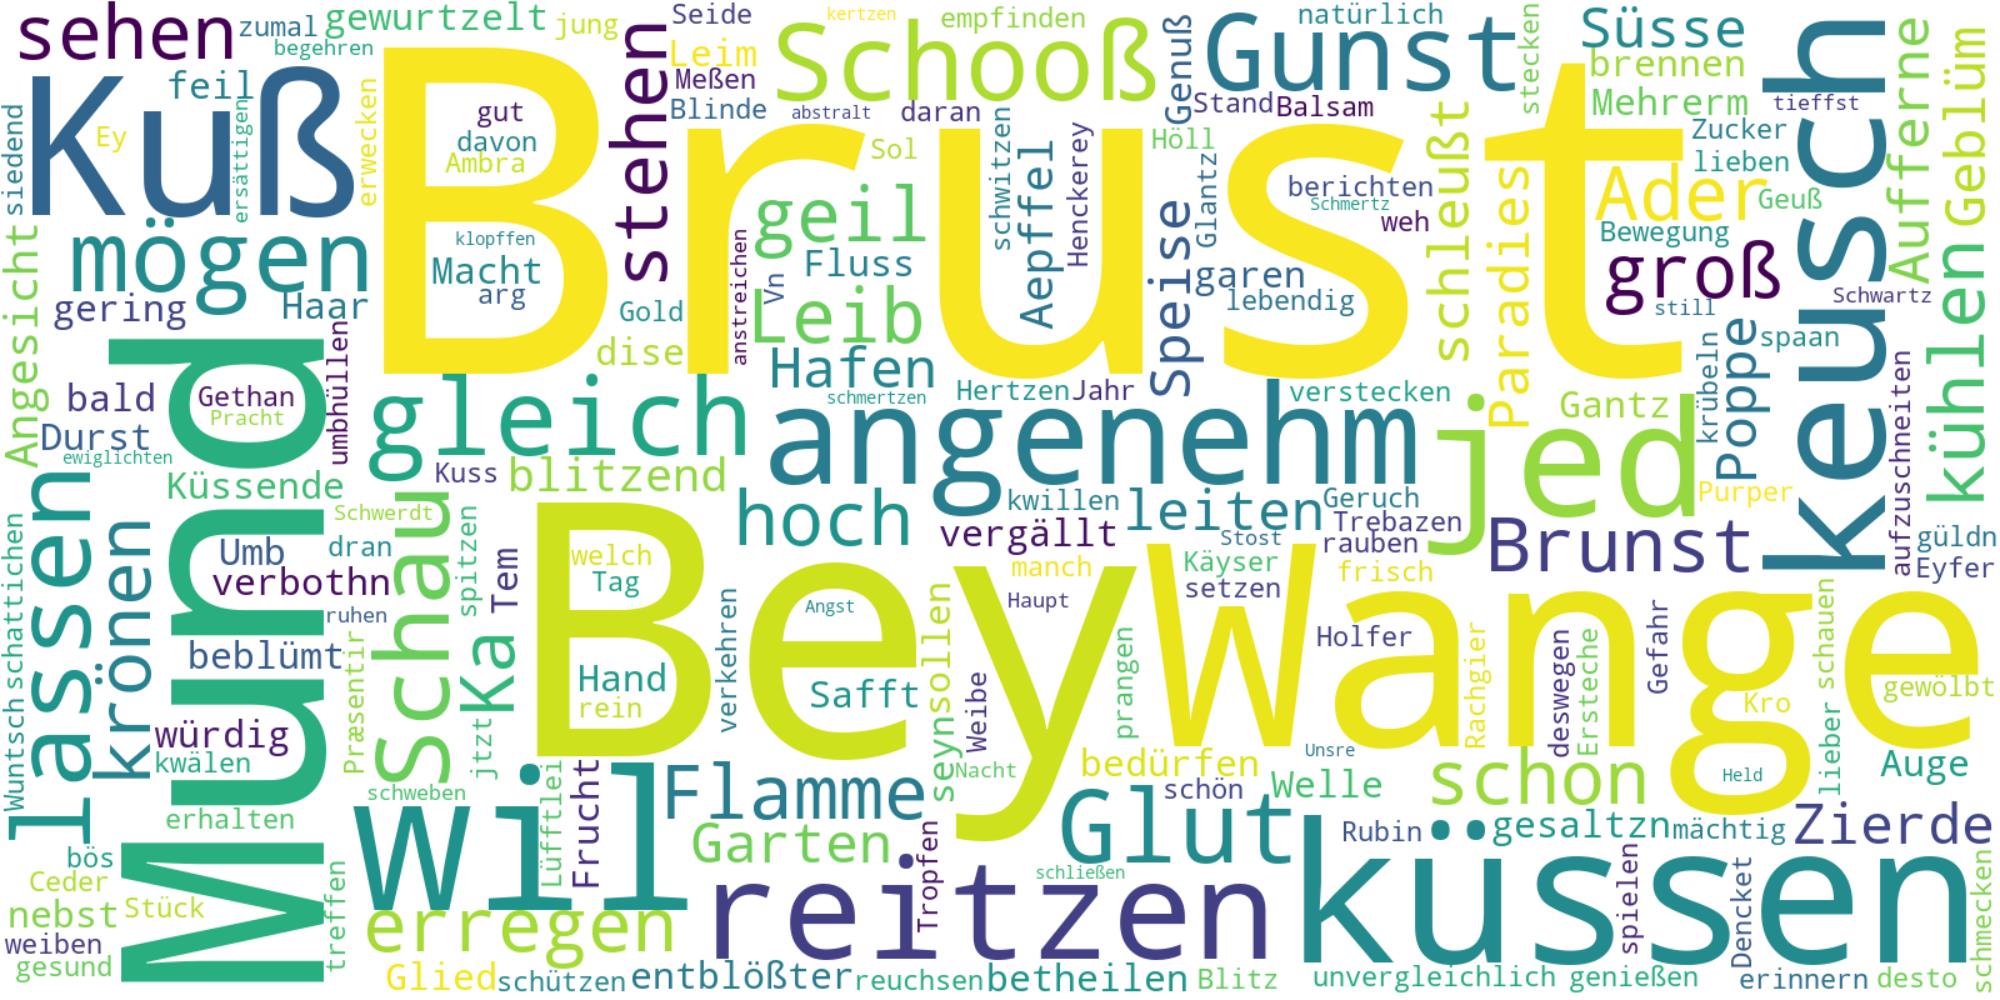 sehen
zumal
gewurtzelt
jung
Seide
kertzen
empfinden
natürlich
stecken
Süsse
begehren
Leim
Schooß
Gunst
brennen
Kuß
feil
Ey
ersättigen
erwecken
Brust
gut
davon
Ambra
stehen
Meßen
Blinde
abstralt
daran
Genuß
Stand
Balsam
Mehrerm
tieffst
keusch
Aufferne
Geblüm
siedend
Sol
schwitzen
Aepffel
Henckerey
Höll
Glantz
schleußt
Zucker
lieben
Ader
Geuß
berichten
Schmertz
weh
Paradies
Bewegung
mögen
klopffen
Macht
arg
geil
Fluss
Vn
Speise
garen
lebendig
groß
still
Schwartz
Angesicht
gering
Haar
Gold
anstreichen
Leib
dise
umbhüllen
Hafen
schmertzen
Hertzen
Jahr
verstecken
krübeln
Poppe
spaan
kühlen
bald
Gethan
Pracht
Mund
gleich
angenehm
Gantz
jed
aufzuschneiten
Durst
ewiglichten
Kuss
blitzend
Küssende
hoch
kwillen
leiten
Geruch
Purper
lassen
Schwerdt
Schau
spitzen
vergällt
Stost
Trebazen
rauben
Brunst
güldn
Eyfer
krönen
Umb
dran
verbothn
Tem
Ka
Bey
welch
Tag
manch
Käyser
setzen
frisch
Wange
ruhen
Angst
Haupt
Holfer
beblümt
Præsentir
Hand
rein
verkehren
Safft
seynsollen
Weibe
prangen
Rachgier
deswegen
Ersteche
Gefahr
Kro
lieber
schauen
gewölbt
Wuntsch
schattichen
würdig
kwälen
jtzt
Nacht
bedürfen
Unsre
schön
Held
Auge
schweben
wil
Lüfftlei
Frucht
Flamme
schön
Welle
erhalten
Garten
Glut
Rubin
gesaltzn
mächtig
Zierde
bös
Ceder
nebst
Stück
treffen
erregen
reitzen
Tropfen
schließen
küssen
spielen
Dencket
schmecken
weiben
gesund
Glied
schützen
entblößter
reuchsen
betheilen
Blitz
unvergleichlich
genießen
erinnern
desto